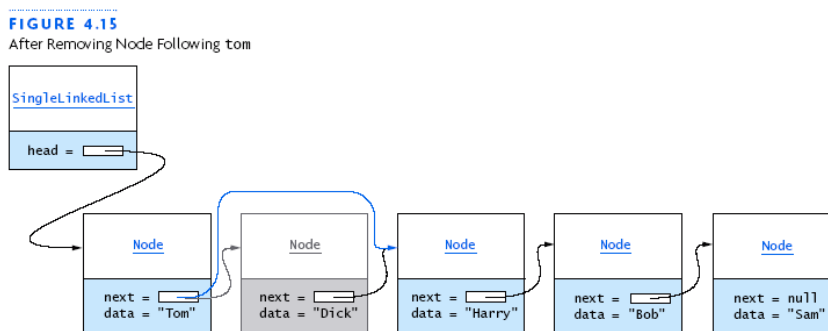 FIGURE 4.15
After Removing Node Following tom
SingleLinkedList
head =
Node
next =
data = "Tom"
Node
next =
data = "Dick"
Node
next =
data = "Harry"
Node
next =
data = "Bob"
Node
next = null
data = "Sam"